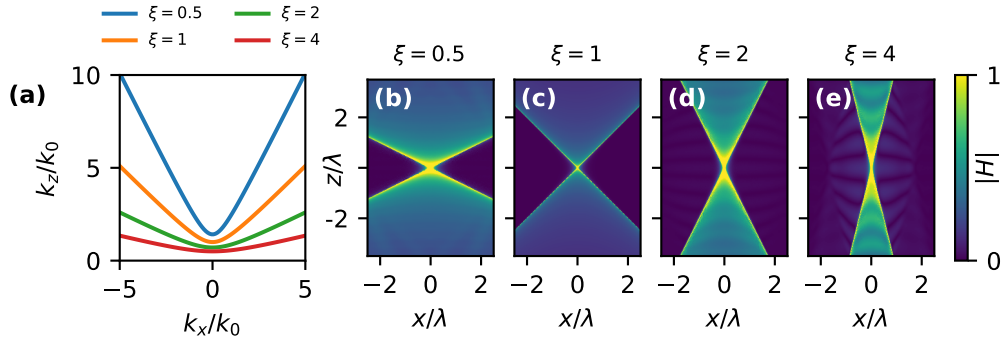 ξ = 0.5 ξ = 2
ξ = 1 ξ = 4
(a)
10
5
0
k_z/k_0
−5 0 5
k_x/k_0
ξ = 0.5 ξ = 1 ξ = 2 ξ = 4
(b) (c) (d) (e)
2
0
-2
z/λ
−2 0 2 −2 0 2 −2 0 2 −2 0 2
x/λ x/λ x/λ x/λ
1
0
|H|